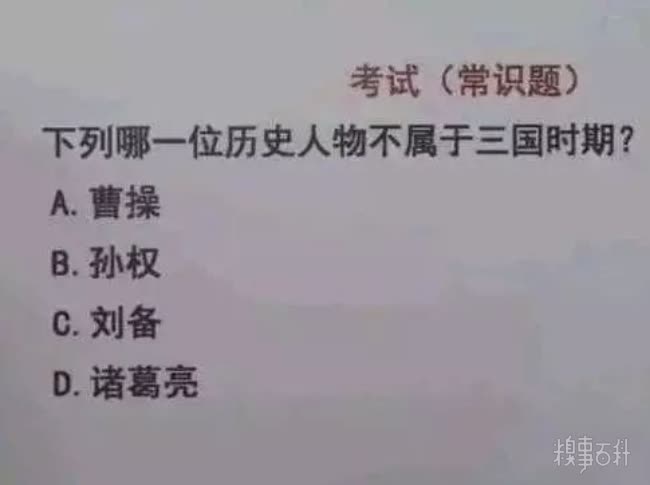 考试（常识题）
下列哪一位历史人物不属于三国时期？
A. 曹操
B. 孙权
C. 刘备
D. 诸葛亮
糗事百科